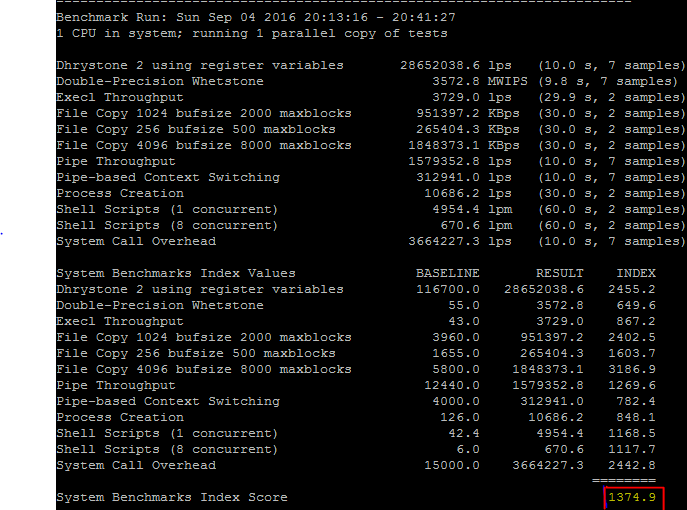 Benchmark Run: Sun Sep 04 2016 20:13:16 - 20:41:27
1 CPU in system; running 1 parallel copy of tests
Dhrystone 2 using register variables 28652038.6 lps (10.0 s, 7 samples)
Double-Precision Whetstone 3572.8 MWIPS (9.8 s, 7 samples)
Execl Throughput 3729.0 lps (29.9 s, 2 samples)
File Copy 1024 bufsize 2000 maxblocks 951397.2 KBps (30.0 s, 2 samples)
File Copy 256 bufsize 500 maxblocks 265404.3 KBps (30.0 s, 2 samples)
File Copy 4096 bufsize 8000 maxblocks 1848373.1 KBps (30.0 s, 2 samples)
Pipe Throughput 1579352.8 lps (10.0 s, 7 samples)
Pipe-based Context Switching 312941.0 lps (10.0 s, 7 samples)
Process Creation 10686.2 lps (30.0 s, 2 samples)
Shell Scripts (1 concurrent) 4954.4 lpm (60.0 s, 2 samples)
Shell Scripts (8 concurrent) 670.6 lpm (60.0 s, 2 samples)
System Call Overhead 3664227.3 lps (10.0 s, 7 samples)
System Benchmarks Index Values BASELINE RESULT INDEX
Dhrystone 2 using register variables 116700.0 28652038.6 2455.2
Double-Precision Whetstone 55.0 3572.8 649.6
Execl Throughput 43.0 3729.0 867.2
File Copy 1024 bufsize 2000 maxblocks 3960.0 951397.2 2402.5
File Copy 256 bufsize 500 maxblocks 1655.0 265404.3 1603.7
File Copy 4096 bufsize 8000 maxblocks 5800.0 1848373.1 3186.9
Pipe Throughput 12440.0 1579352.8 1269.6
Pipe-based Context Switching 4000.0 312941.0 782.4
Process Creation 126.0 10686.2 848.1
Shell Scripts (1 concurrent) 42.4 4954.4 1168.5
Shell Scripts (8 concurrent) 6.0 670.6 1117.7
System Call Overhead 15000.0 3664227.3 2442.8
========
System Benchmarks Index Score 1374.9